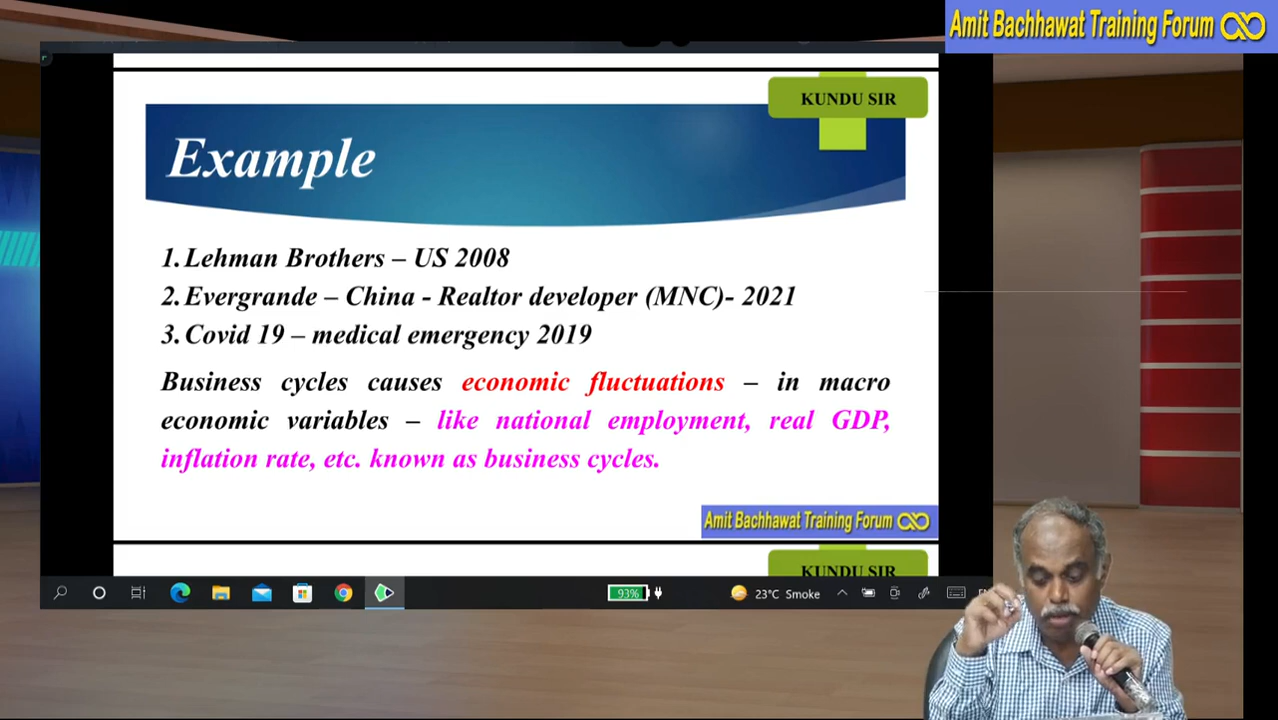 Amit Bachhawat Training Forum
KUNDU SIR
Example
1. Lehman Brothers – US 2008
2. Evergrande – China - Realtor developer (MNC)- 2021
3. Covid 19 – medical emergency 2019
Business cycles causes economic fluctuations – in macro
economic variables – like national employment, real GDP,
inflation rate, etc. known as business cycles.
Amit Bachhawat Training Forum
KUNDU SIR
93%
23°C Smoke